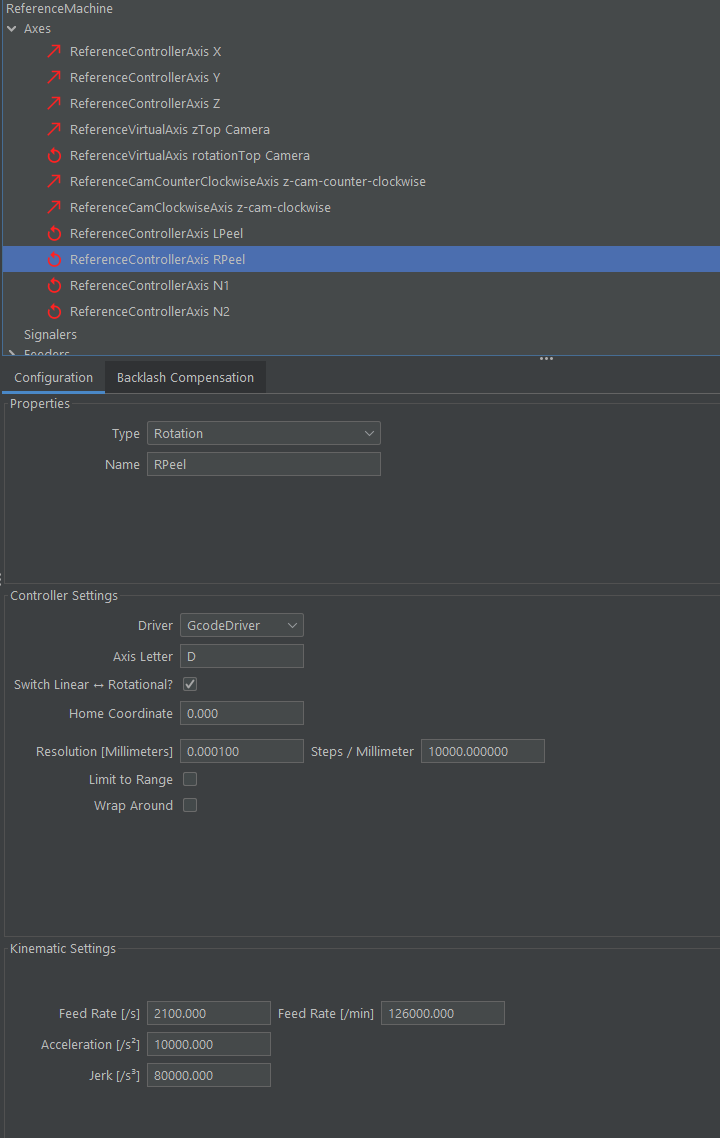 ReferenceMachine
Axes
ReferenceControllerAxis X
ReferenceControllerAxis Y
ReferenceControllerAxis Z
ReferenceVirtualAxis zTop Camera
ReferenceVirtualAxis rotationTop Camera
ReferenceCamCounterClockwiseAxis z-cam-counter-clockwise
ReferenceCamClockwiseAxis z-cam-clockwise
ReferenceControllerAxis LPeel
ReferenceControllerAxis RPeel
ReferenceControllerAxis N1
ReferenceControllerAxis N2
Signalers
Feeders
Configuration Backlash Compensation
Properties
Type Rotation
Name RPeel
Controller Settings
Driver GcodeDriver
Axis Letter D
Switch Linear ↔ Rotational?
Home Coordinate 0.000
Resolution [Millimeters] 0.000100 Steps / Millimeter 10000.000000
Limit to Range
Wrap Around
Kinematic Settings
Feed Rate [/s] 2100.000 Feed Rate [/min] 126000.000
Acceleration [/s²] 10000.000
Jerk [/s³] 80000.000